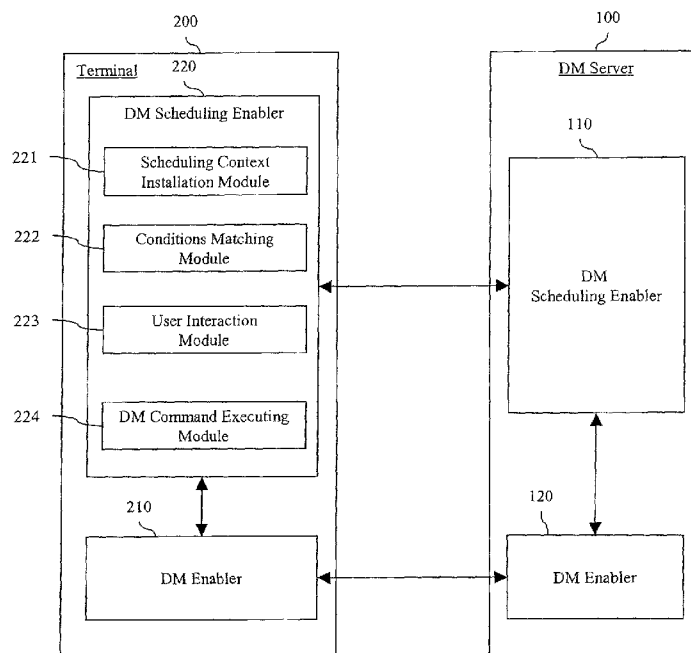 200
Terminal
220
DM Scheduling Enabler
221
Scheduling Context
Installation Module
222
Conditions Matching
Module
223
User Interaction
Module
224
DM Command Executing
Module
210
DM Enabler
100
DM Server
110
DM
Scheduling Enabler
120
DM Enabler